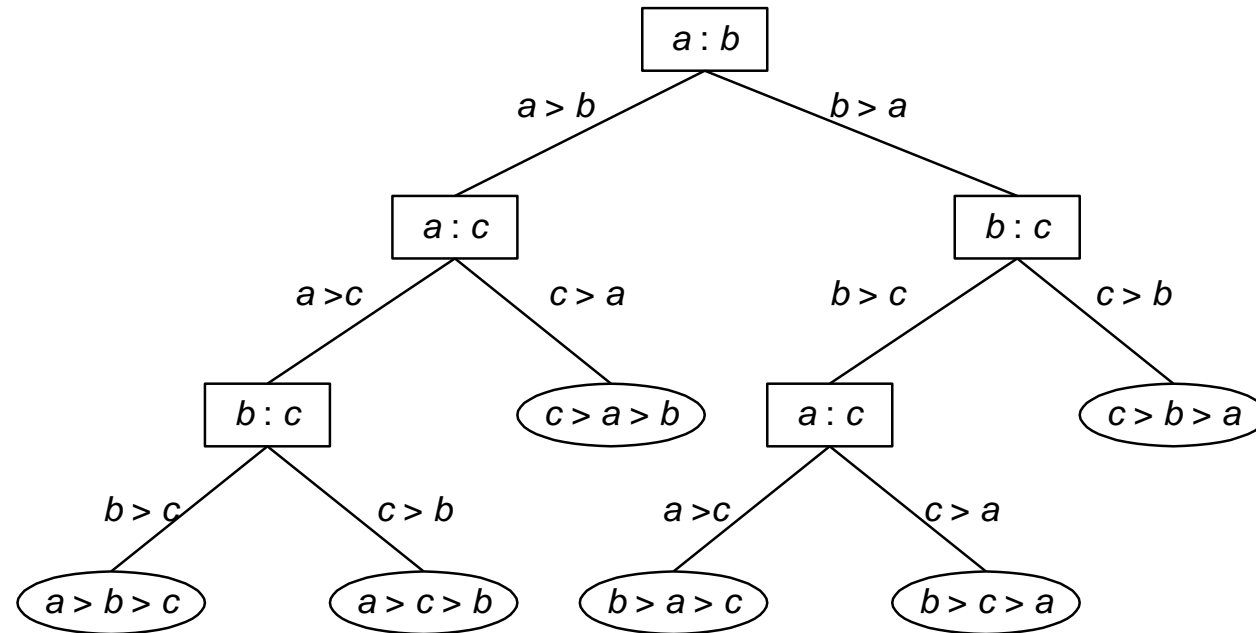 a : b
a > b
b > a
a : c
b : c
a >c
c > a
b > c
c > b
b : c
c > a > b
a : c
c > b > a
b > c
c > b
a >c
c > a
a > b > c
a > c > b
b > a > c
b > c > a